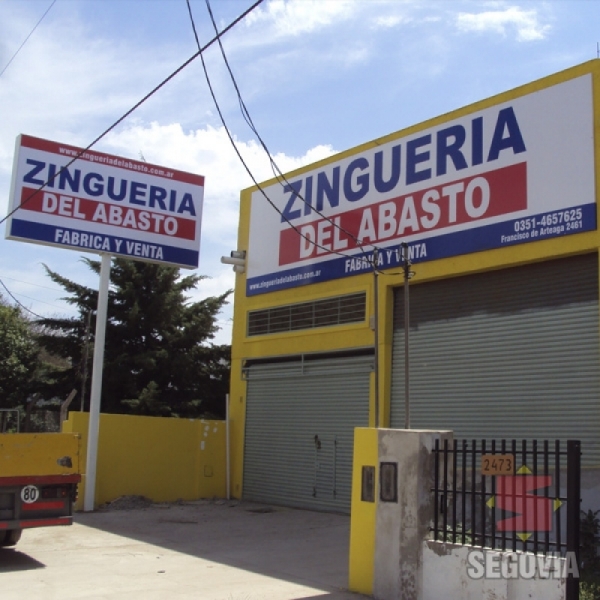 www.zingueriadelabasto.com.ar
ZINGUERIA
DEL ABASTO
FABRICA Y VENTA
ZINGUERIA
DEL ABASTO
0351-4657625
Francisco de Arteaga 2461
www.zingueriadelabasto.com.ar
FABRICA Y VENTA
80
2473
SEGOVIA